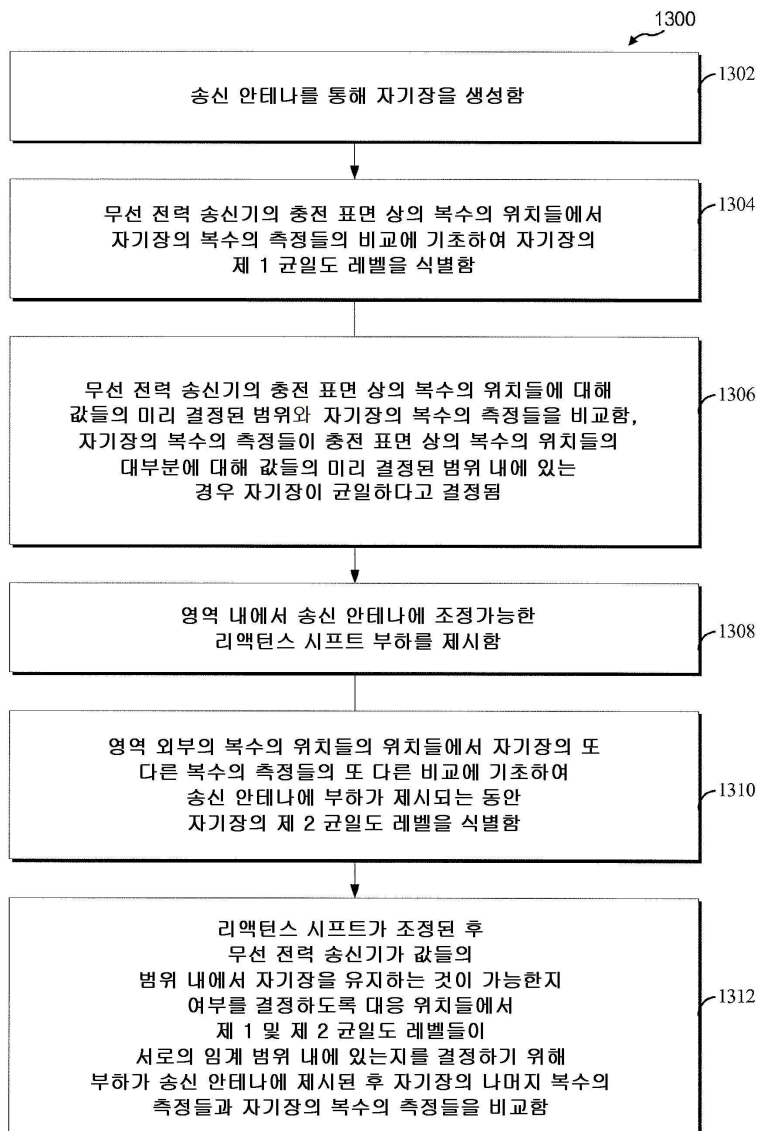 1300
송신 안테나를 통해 자기장을 생성함
1302
무선 전력 송신기의 충전 표면 상의 복수의 위치들에서
자기장의 복수의 측정들의 비교에 기초하여 자기장의
제 1 균일도 레벨을 식별함
1304
무선 전력 송신기의 충전 표면 상의 복수의 위치들에 대해
값들의 미리 결정된 범위와 자기장의 복수의 측정들을 비교함,
자기장의 복수의 측정들이 충전 표면 상의 복수의 위치들의
대부분에 대해 값들의 미리 결정된 범위 내에 있는
경우 자기장이 균일하다고 결정됨
1306
영역 내에서 송신 안테나에 조정가능한
리액턴스 시프트 부하를 제시함
1308
영역 외부의 복수의 위치들의 위치들에서 자기장의 또
다른 복수의 측정들의 또 다른 비교에 기초하여
송신 안테나에 부하가 제시되는 동안
자기장의 제 2 균일도 레벨을 식별함
1310
리액턴스 시프트가 조정된 후
무선 전력 송신기가 값들의
범위 내에서 자기장을 유지하는 것이 가능한지
여부를 결정하도록 대응 위치들에서
제 1 및 제 2 균일도 레벨들이
서로의 임계 범위 내에 있는지를 결정하기 위해
부하가 송신 안테나에 제시된 후 자기장의 나머지 복수의
측정들과 자기장의 복수의 측정들을 비교함
1312